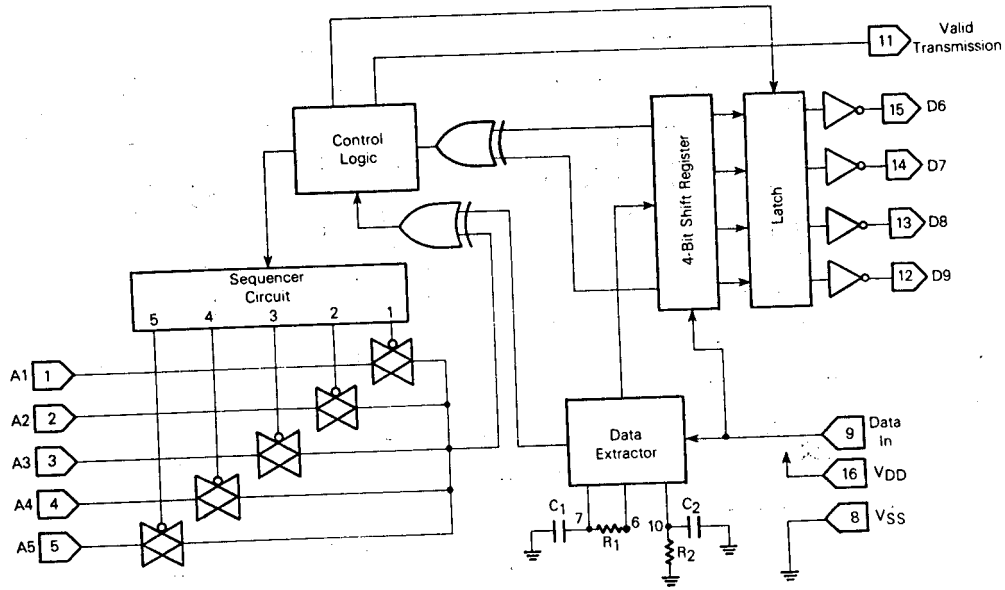 11
Valid
Transmission
Control
Logic
4-Bit Shift Register
Latch
15
D6
14
D7
13
D8
12
D9
Sequencer
Circuit
5 4 3 2 1
A1 1
A2 2
A3 3
A4 4
A5 5
Data
Extractor
9
Data
In
16
VDD
8
VSS
C1
7
R1
6
10
C2
R2